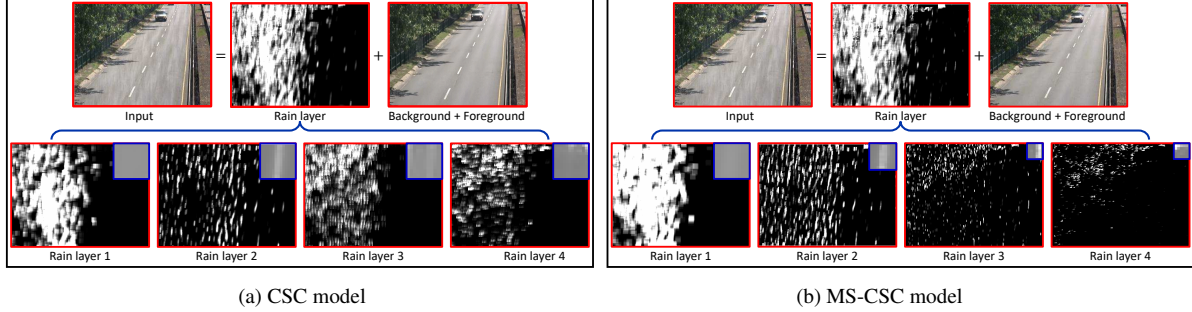 = +
Input Rain layer Background + Foreground
Rain layer 1 Rain layer 2 Rain layer 3 Rain layer 4
(a) CSC model
= +
Input Rain layer Background + Foreground
Rain layer 1 Rain layer 2 Rain layer 3 Rain layer 4
(b) MS-CSC model